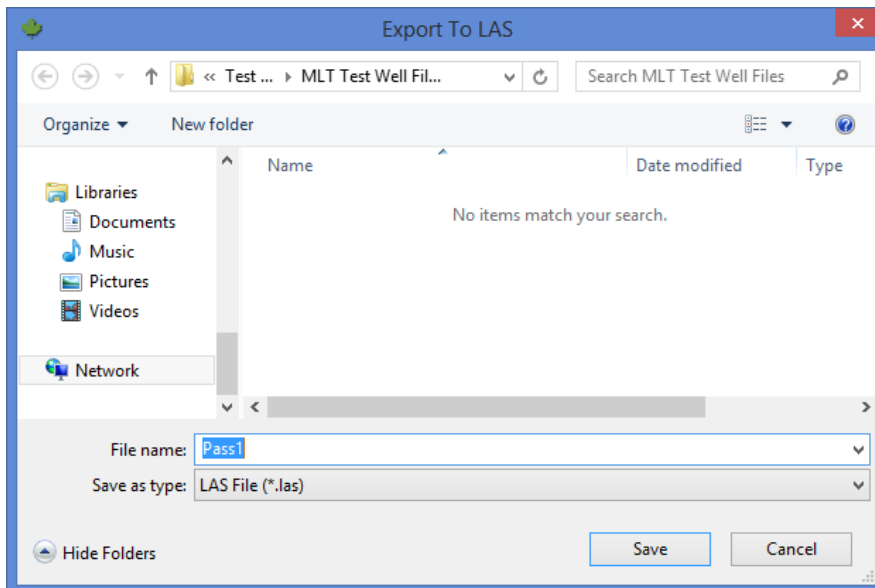 Export To LAS
« Test ... MLT Test Well Fil...
Search MLT Test Well Files
Organize
New folder
Name
Date modified
Type
No items match your search.
Libraries
Documents
Music
Pictures
Videos
Network
File name: Pass1
Save as type: LAS File (*.las)
Hide Folders
Save
Cancel